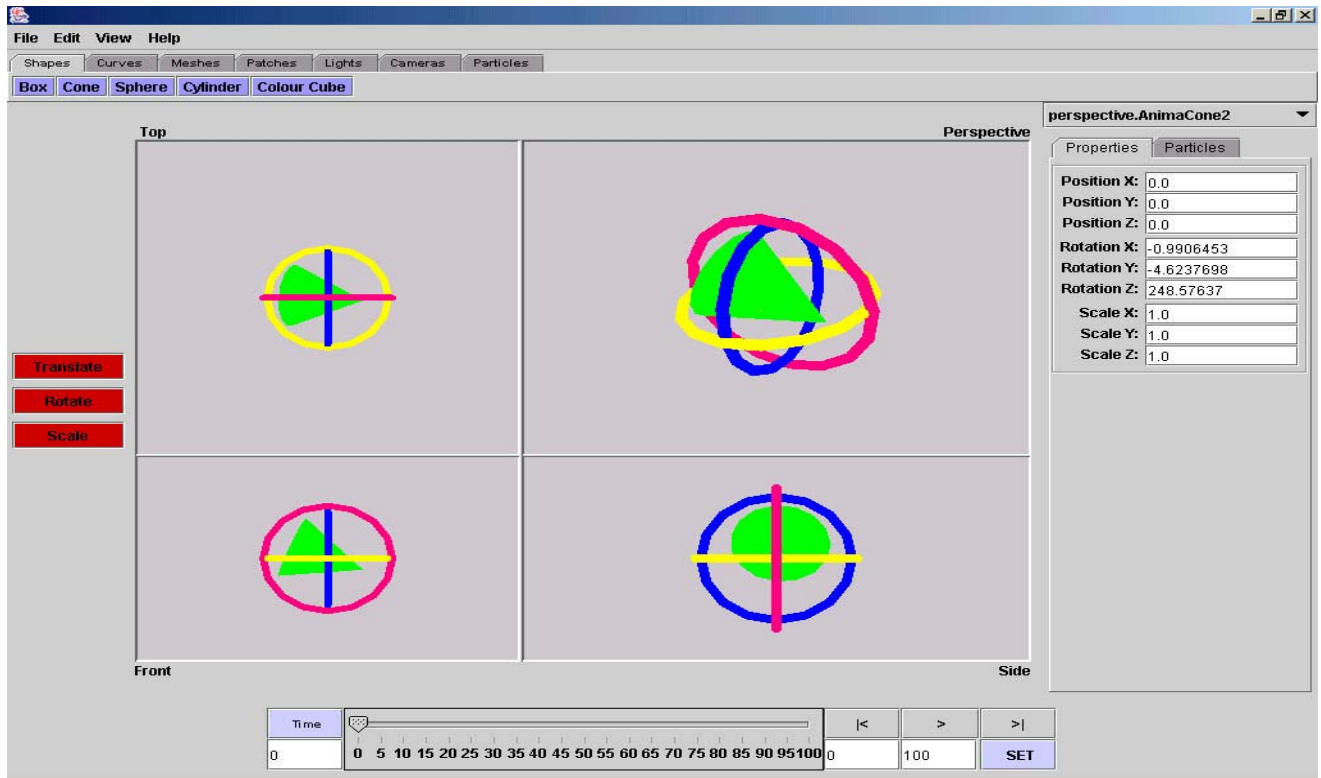 File Edit View Help
Shapes Curves Meshes Patches Lights Cameras Particles
Box Cone Sphere Cylinder Colour Cube
perspective.AnimaCone2
Top Perspective
Properties Particles
Position X: 0.0
Position Y: 0.0
Position Z: 0.0
Rotation X: -0.9906453
Rotation Y: -4.6237698
Rotation Z: 248.57637
Scale X: 1.0
Scale Y: 1.0
Scale Z: 1.0
Translate
Rotate
Scale
Front Side
Time |< > >|
0 0 5 10 15 20 25 30 35 40 45 50 55 60 65 70 75 80 85 90 95 100 0 100 SET